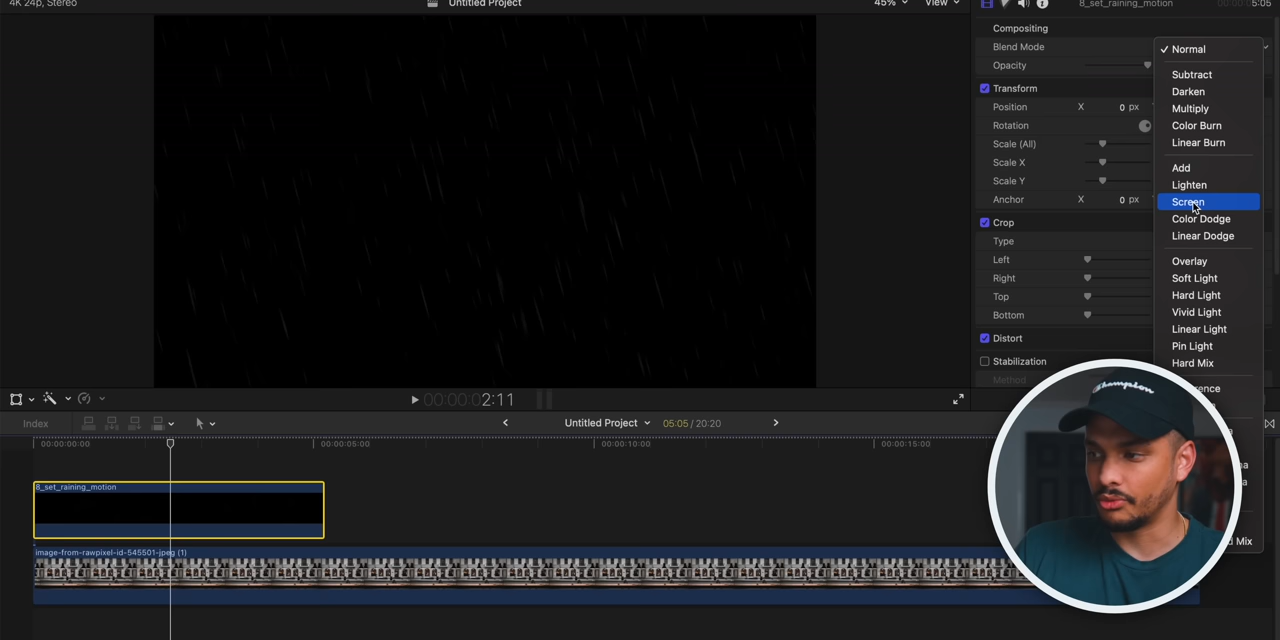 4K 24p, Stereo
Untitled Project
45%
View
8_set_raining_motion
5:05
Compositing
Blend Mode
Opacity
Transform
Position X 0 px
Rotation
Scale (All)
Scale X
Scale Y
Anchor X 0 px
Crop
Type
Left
Right
Top
Bottom
Distort
Stabilization
Method
✓ Normal
Subtract
Darken
Multiply
Color Burn
Linear Burn
Add
Lighten
Screen
Color Dodge
Linear Dodge
Overlay
Soft Light
Hard Light
Vivid Light
Linear Light
Pin Light
Hard Mix
Mix
Champion
00:00:02:11
Index
Untitled Project
05:05 / 20:20
00:00:00:00
00:00:05:00
00:00:10:00
00:00:15:00
8_set_raining_motion
image-from-rawpixel-id-545501-jpeg (1)